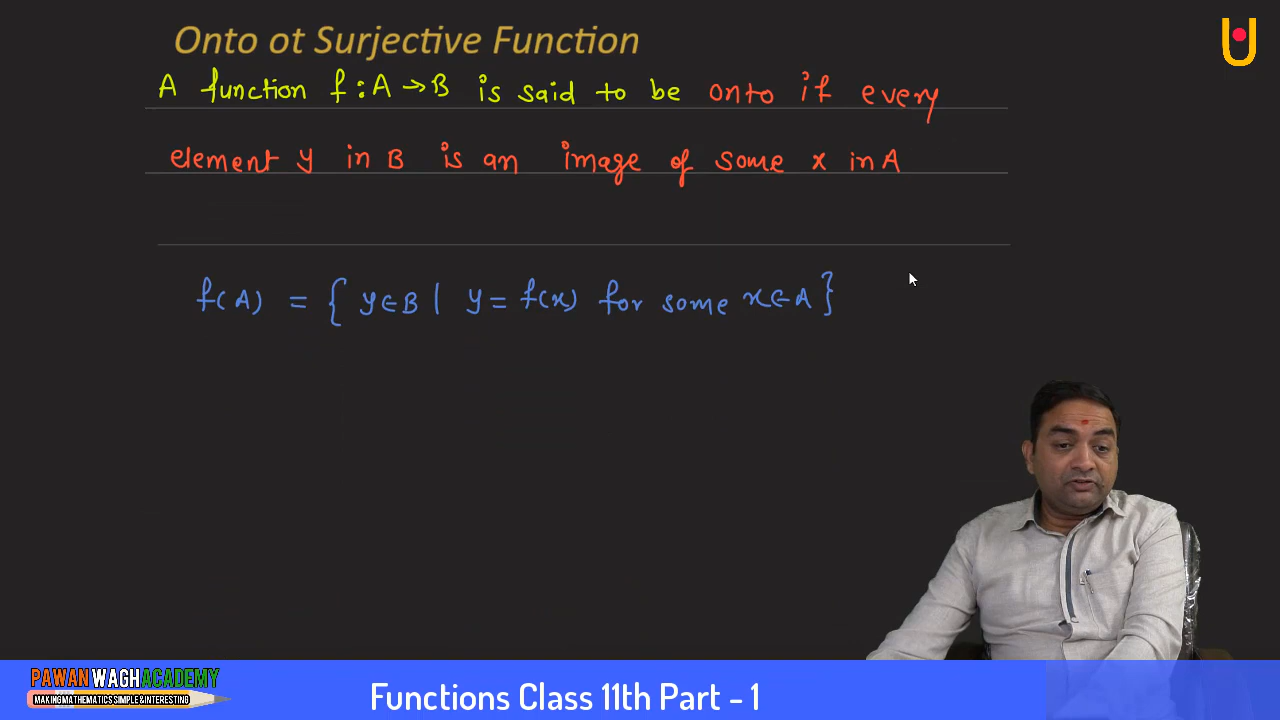 Onto ot Surjective Function
A function f : A → B is said to be onto if every
element y in B is an image of some x in A
f(A) = { y ∈ B | y = f(x) for some x ∈ A }
PAWAN WAGH ACADEMY
MAKING MATHEMATICS SIMPLE & INTERESTING
Functions Class 11th Part - 1